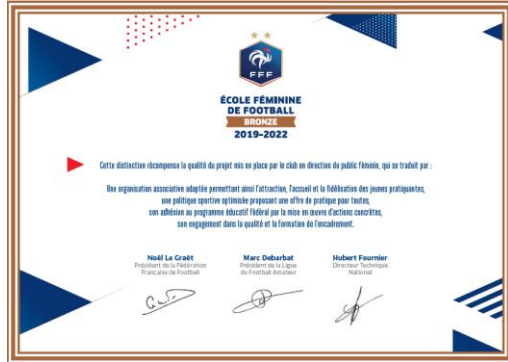 FFF
ÉCOLE FÉMININE
DE FOOTBALL
BRONZE
2019-2022
Cette distinction récompense la qualité du projet mis en place par le club en direction du public féminin, qui se traduit par :
Une organisation associative adaptée permettant ainsi l'attraction, l'accueil et la fidélisation des jeunes pratiquantes,
une politique sportive optimisée proposant une offre de pratique pour toutes,
son adhésion au programme éducatif fédéral par la mise en œuvre d'actions concrètes,
son engagement dans la qualité et la formation de l'encadrement.
Noël Le Graët
Président de la Fédération
Française de Football
Marc Debarbat
Président de la Ligue
du Football Amateur
Hubert Fournier
Directeur Technique
National